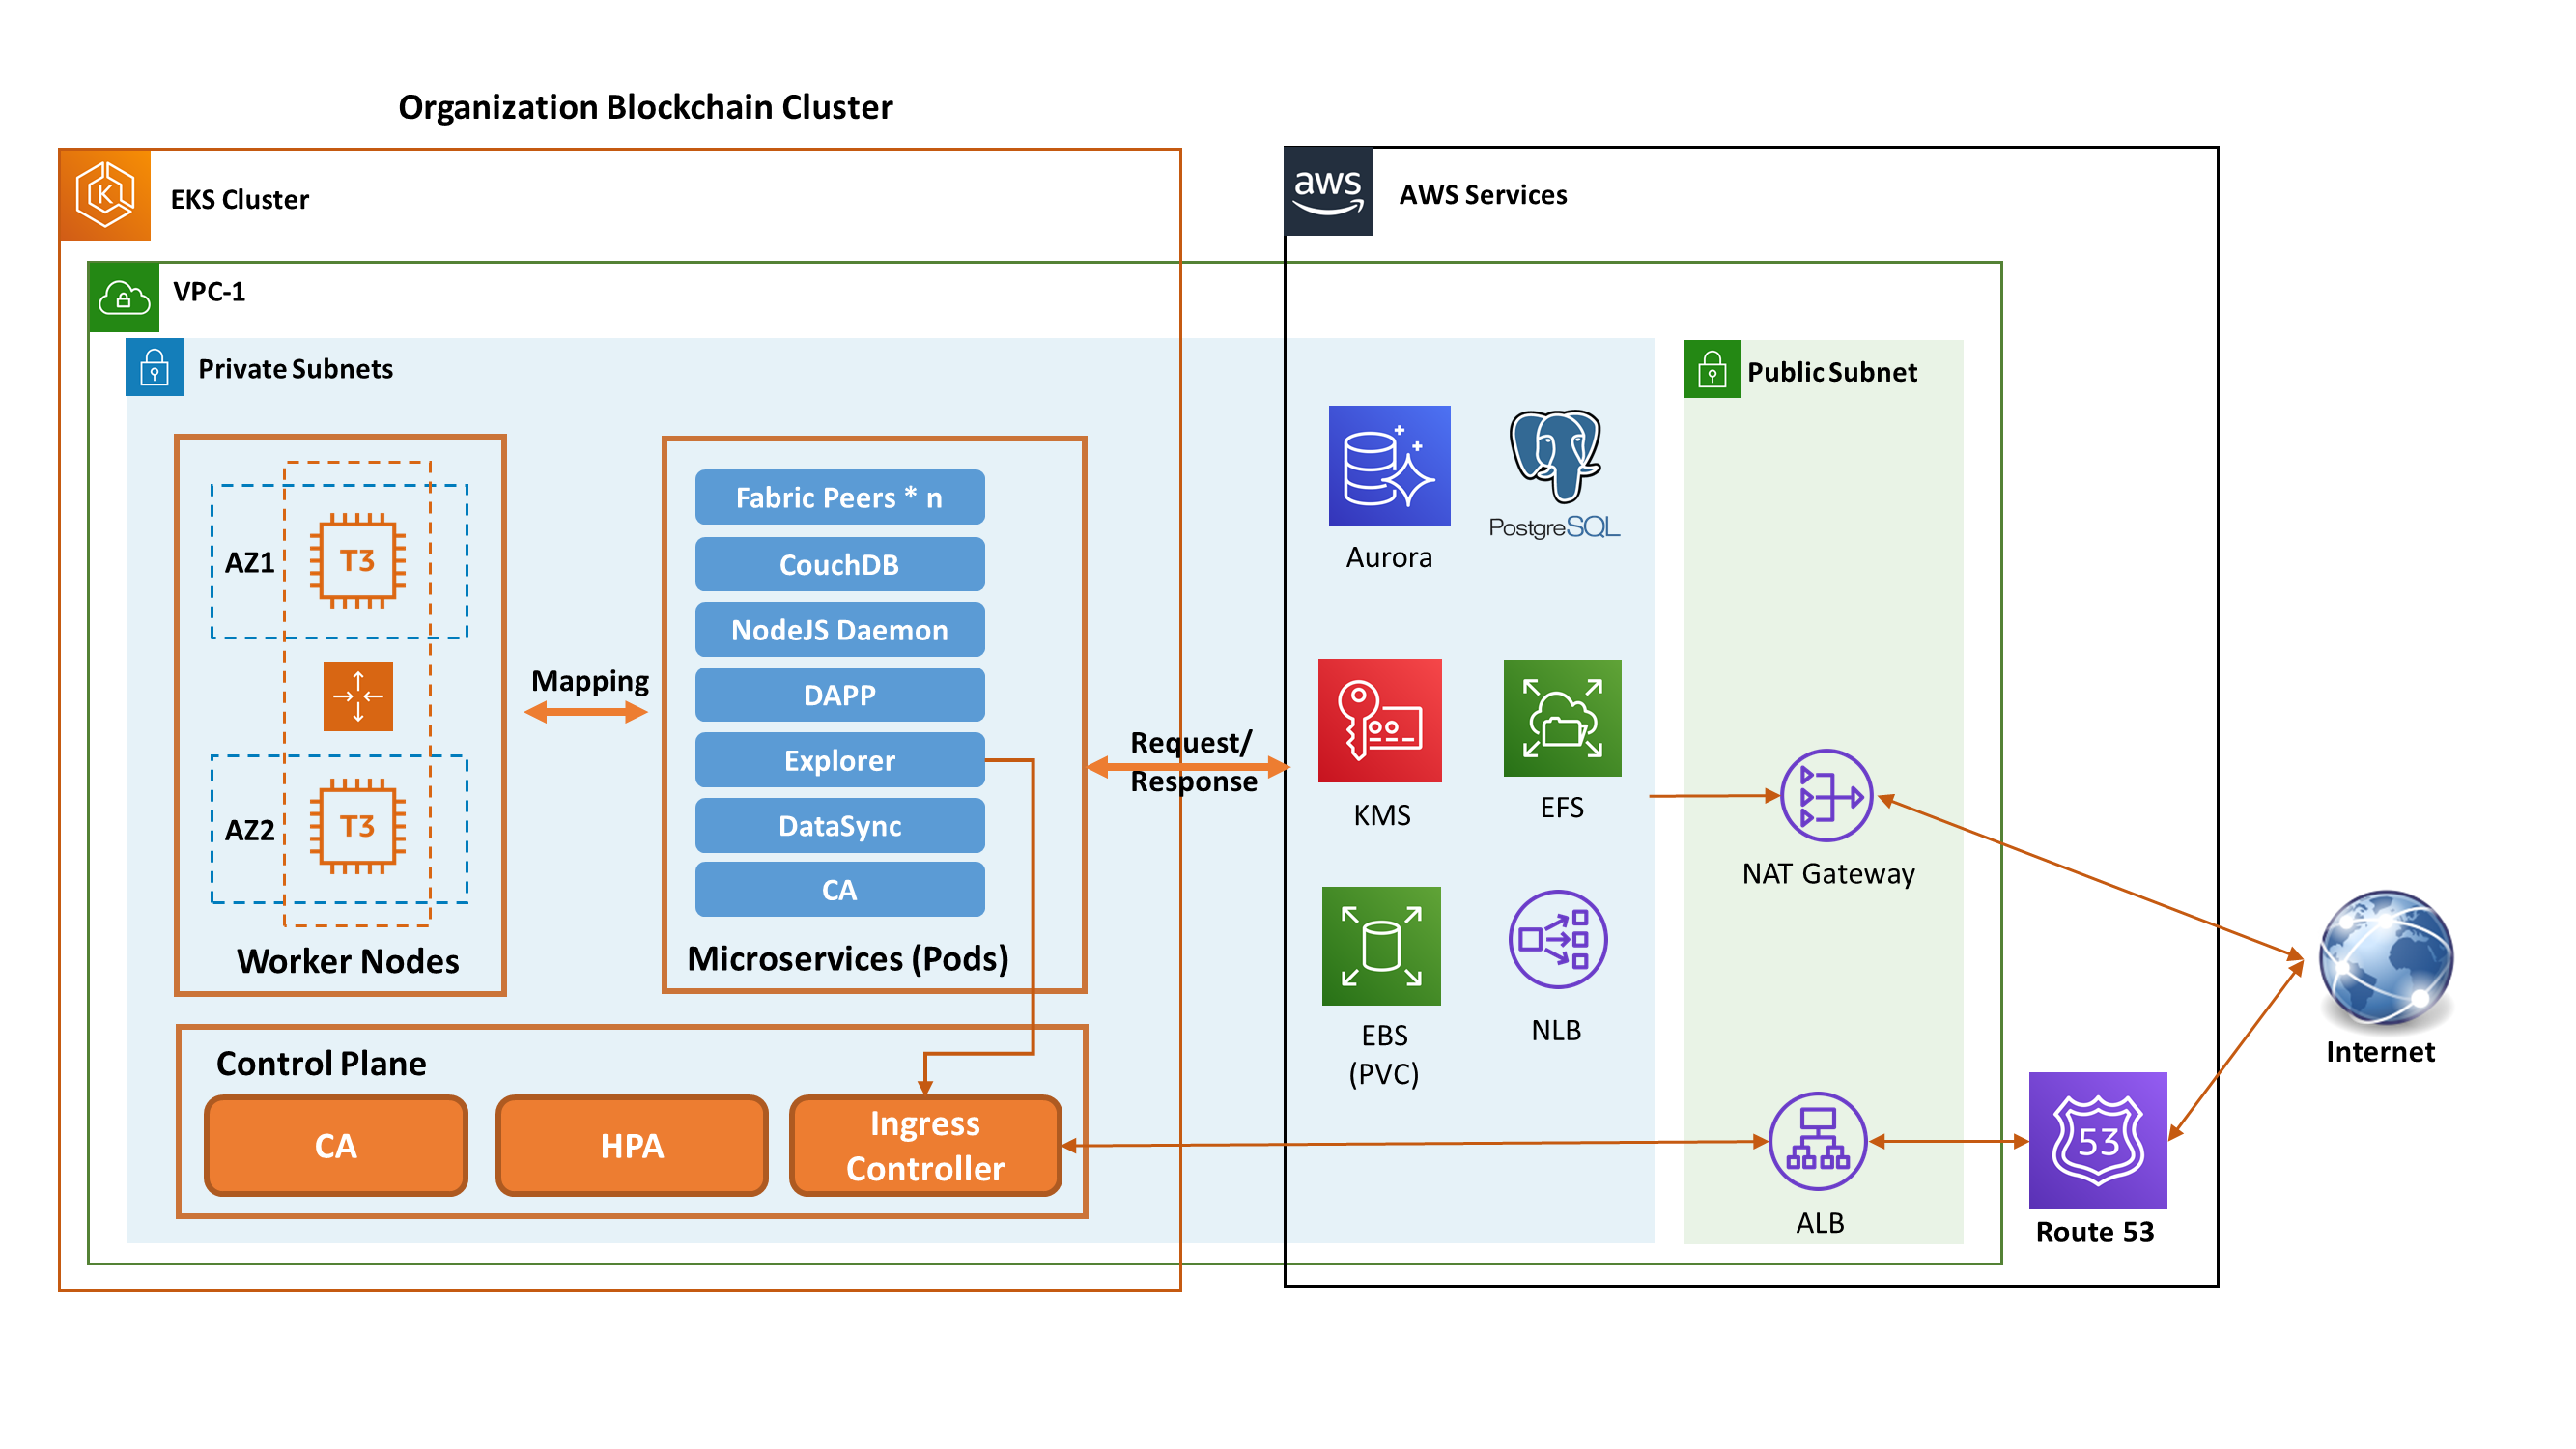 Organization Blockchain Cluster
EKS Cluster
aws
AWS Services
VPC-1
Private Subnets
Public Subnet
AZ1
T3
AZ2
T3
Worker Nodes
Mapping
Fabric Peers * n
CouchDB
NodeJS Daemon
DAPP
Explorer
DataSync
CA
Microservices (Pods)
Request/
Response
Control Plane
CA
HPA
Ingress
Controller
Aurora
PostgreSQL
KMS
EFS
EBS
(PVC)
NLB
NAT Gateway
ALB
53
Route 53
Internet
K